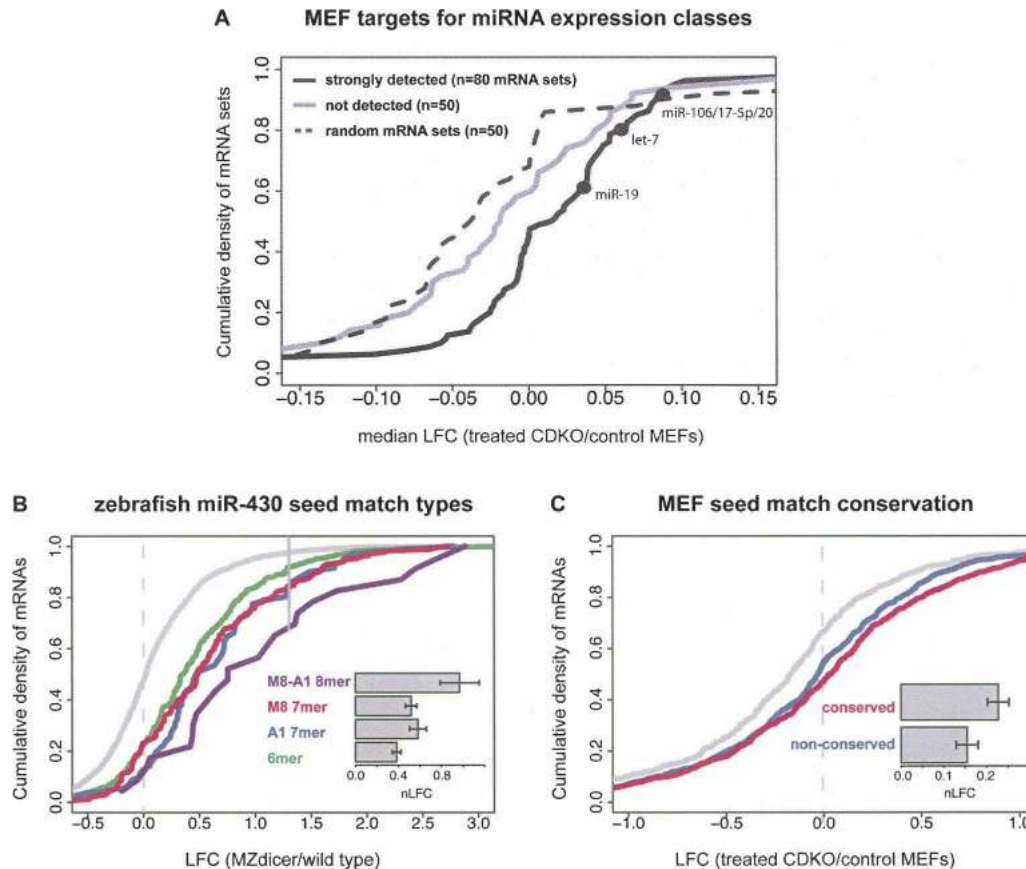 A MEF targets for miRNA expression classes
Cumulative density of mRNA sets
1.0
0.8
0.6
0.4
0.2
0.0
strongly detected (n=80 mRNA sets)
not detected (n=50)
random mRNA sets (n=50)
miR-106/17-5p/20
let-7
miR-19
−0.15 −0.10 −0.05 0.00 0.05 0.10 0.15
median LFC (treated CDKO/control MEFs)
B zebrafish miR-430 seed match types
Cumulative density of mRNAs
1.0
0.8
0.6
0.4
0.2
0.0
M8-A1 8mer
M8 7mer
A1 7mer
6mer
0.0 0.4 0.8
nLFC
−0.5 0.0 0.5 1.0 1.5 2.0 2.5 3.0
LFC (MZdicer/wild type)
C MEF seed match conservation
Cumulative density of mRNAs
1.0
0.8
0.6
0.4
0.2
0.0
conserved
non-conserved
0.0 0.2
nLFC
−1.0 −0.5 0.0 0.5 1.0
LFC (treated CDKO/control MEFs)